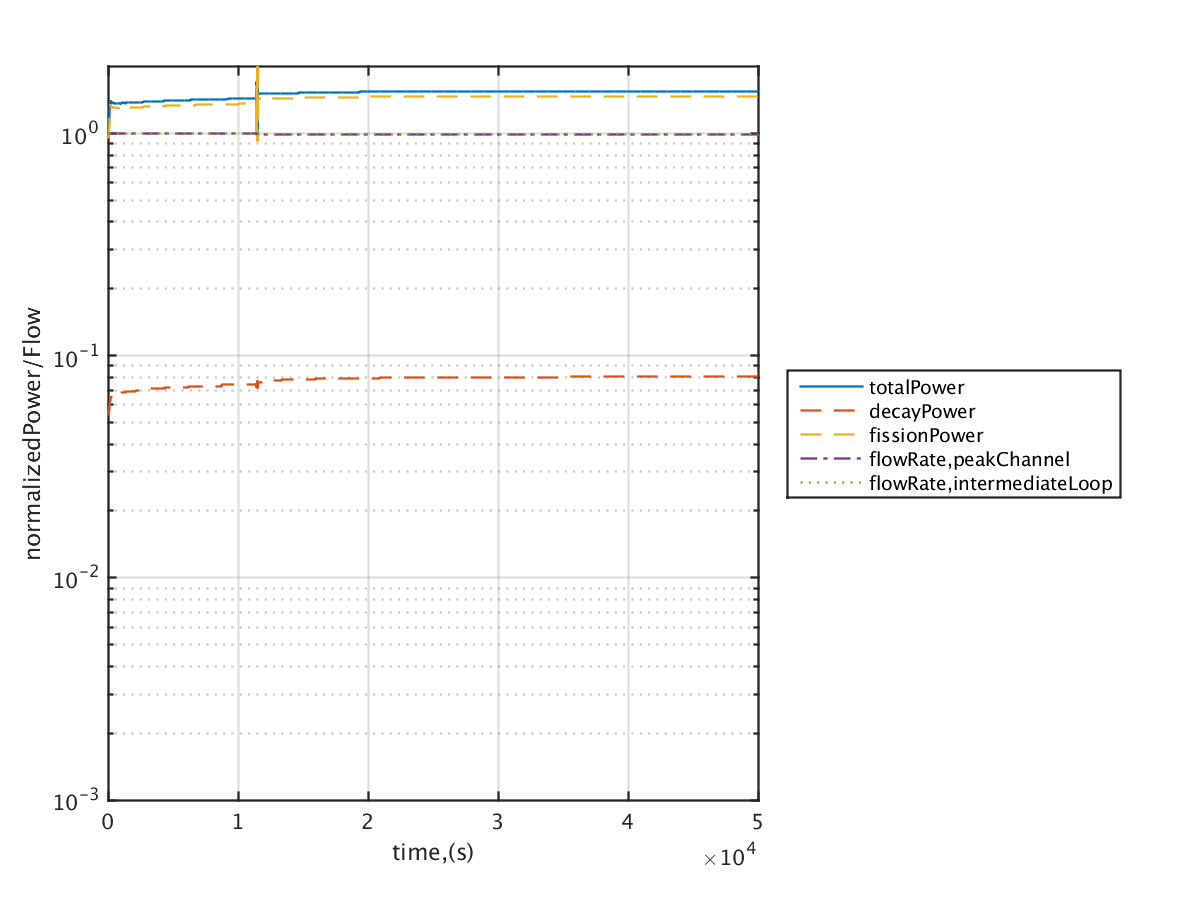 normalizedPower/Flow
10^0
10^-1
10^-2
10^-3
0 1 2 3 4 5
time,(s)
×10^4
totalPower
decayPower
fissionPower
flowRate,peakChannel
flowRate,intermediateLoop